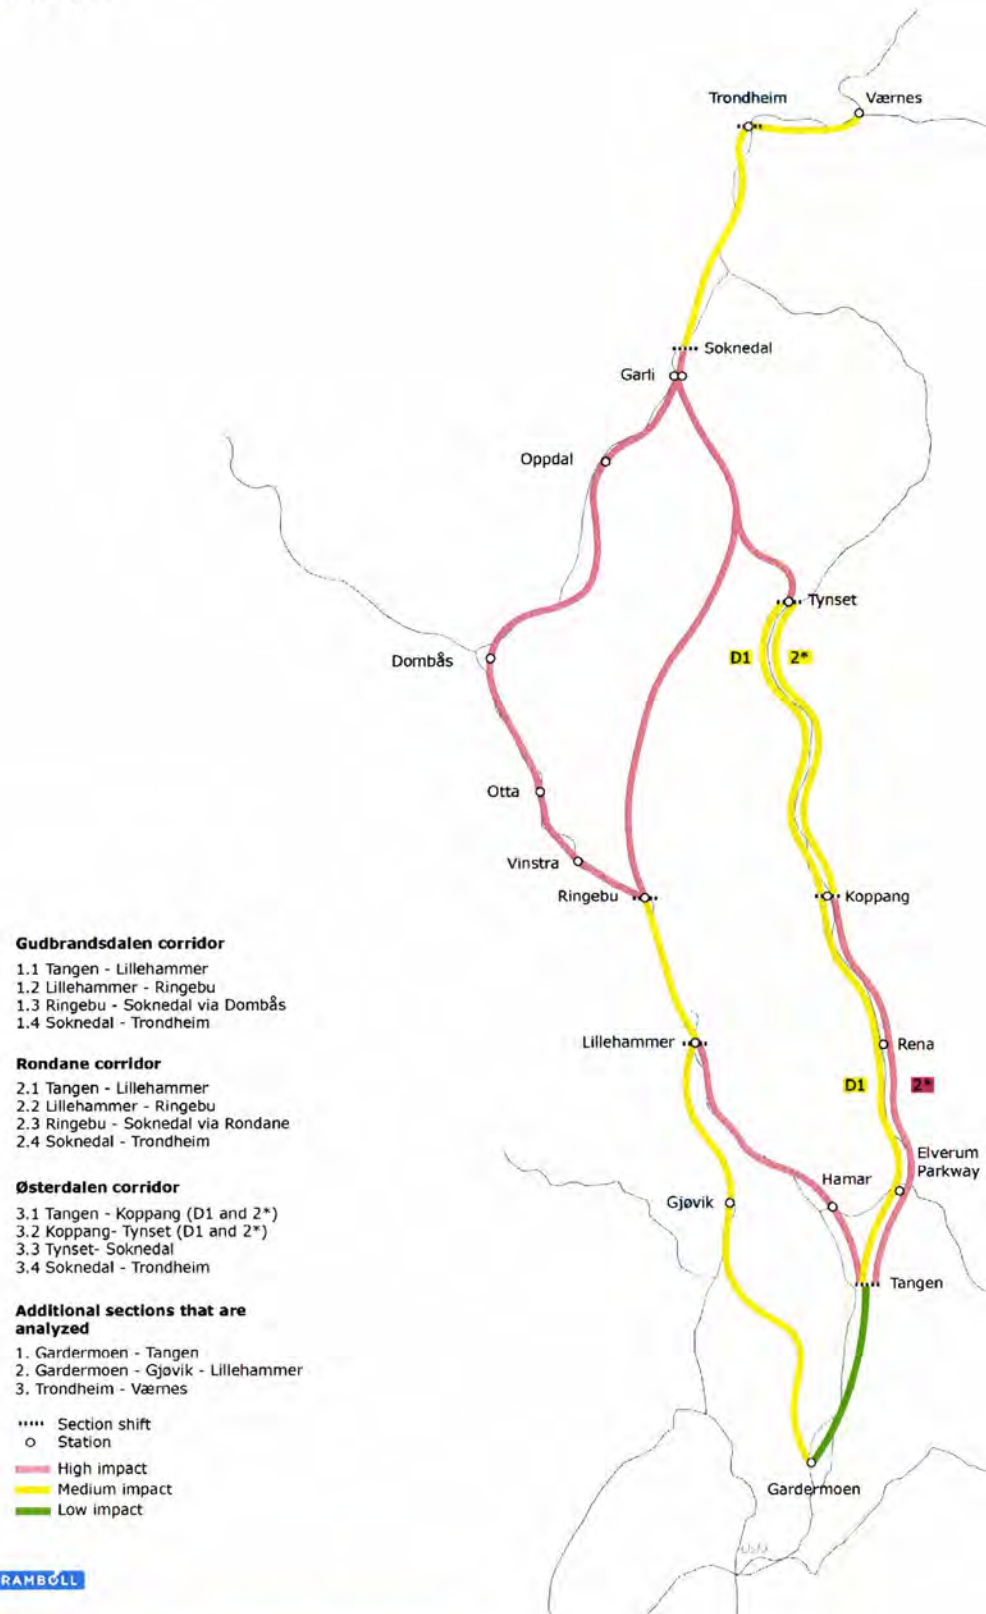 Trondheim
Værnes
Soknedal
Garli
Oppdal
Tynset
D1
2*
Dombås
Otta
Vinstra
Ringebu
Koppang
Gudbrandsdalen corridor
1.1 Tangen - Lillehammer
1.2 Lillehammer - Ringebu
1.3 Ringebu - Soknedal via Dombås
1.4 Soknedal - Trondheim
Lillehammer
Rena
Rondane corridor
2.1 Tangen - Lillehammer
2.2 Lillehammer - Ringebu
2.3 Ringebu - Soknedal via Rondane
2.4 Soknedal - Trondheim
D1
2*
Elverum
Parkway
Hamar
Gjøvik
Østerdalen corridor
3.1 Tangen - Koppang (D1 and 2*)
3.2 Koppang- Tynset (D1 and 2*)
3.3 Tynset- Soknedal
3.4 Soknedal - Trondheim
Tangen
Additional sections that are
analyzed
1. Gardermoen - Tangen
2. Gardermoen - Gjøvik - Lillehammer
3. Trondheim - Værnes
Section shift
Station
High impact
Medium impact
Low impact
Gardermoen
RAMBOLL